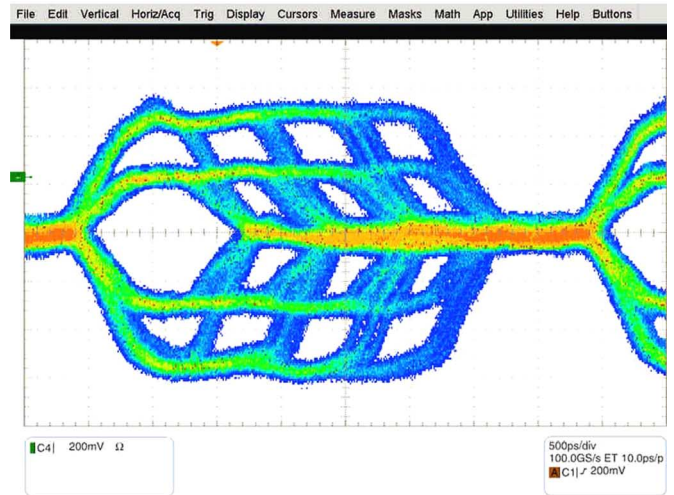 File Edit Vertical Horiz/Acq Trig Display Cursors Measure Masks Math App Utilities Help Buttons
C4 200mV Ω
500ps/div
100.0GS/s ET 10.0ps/p
A C1 200mV